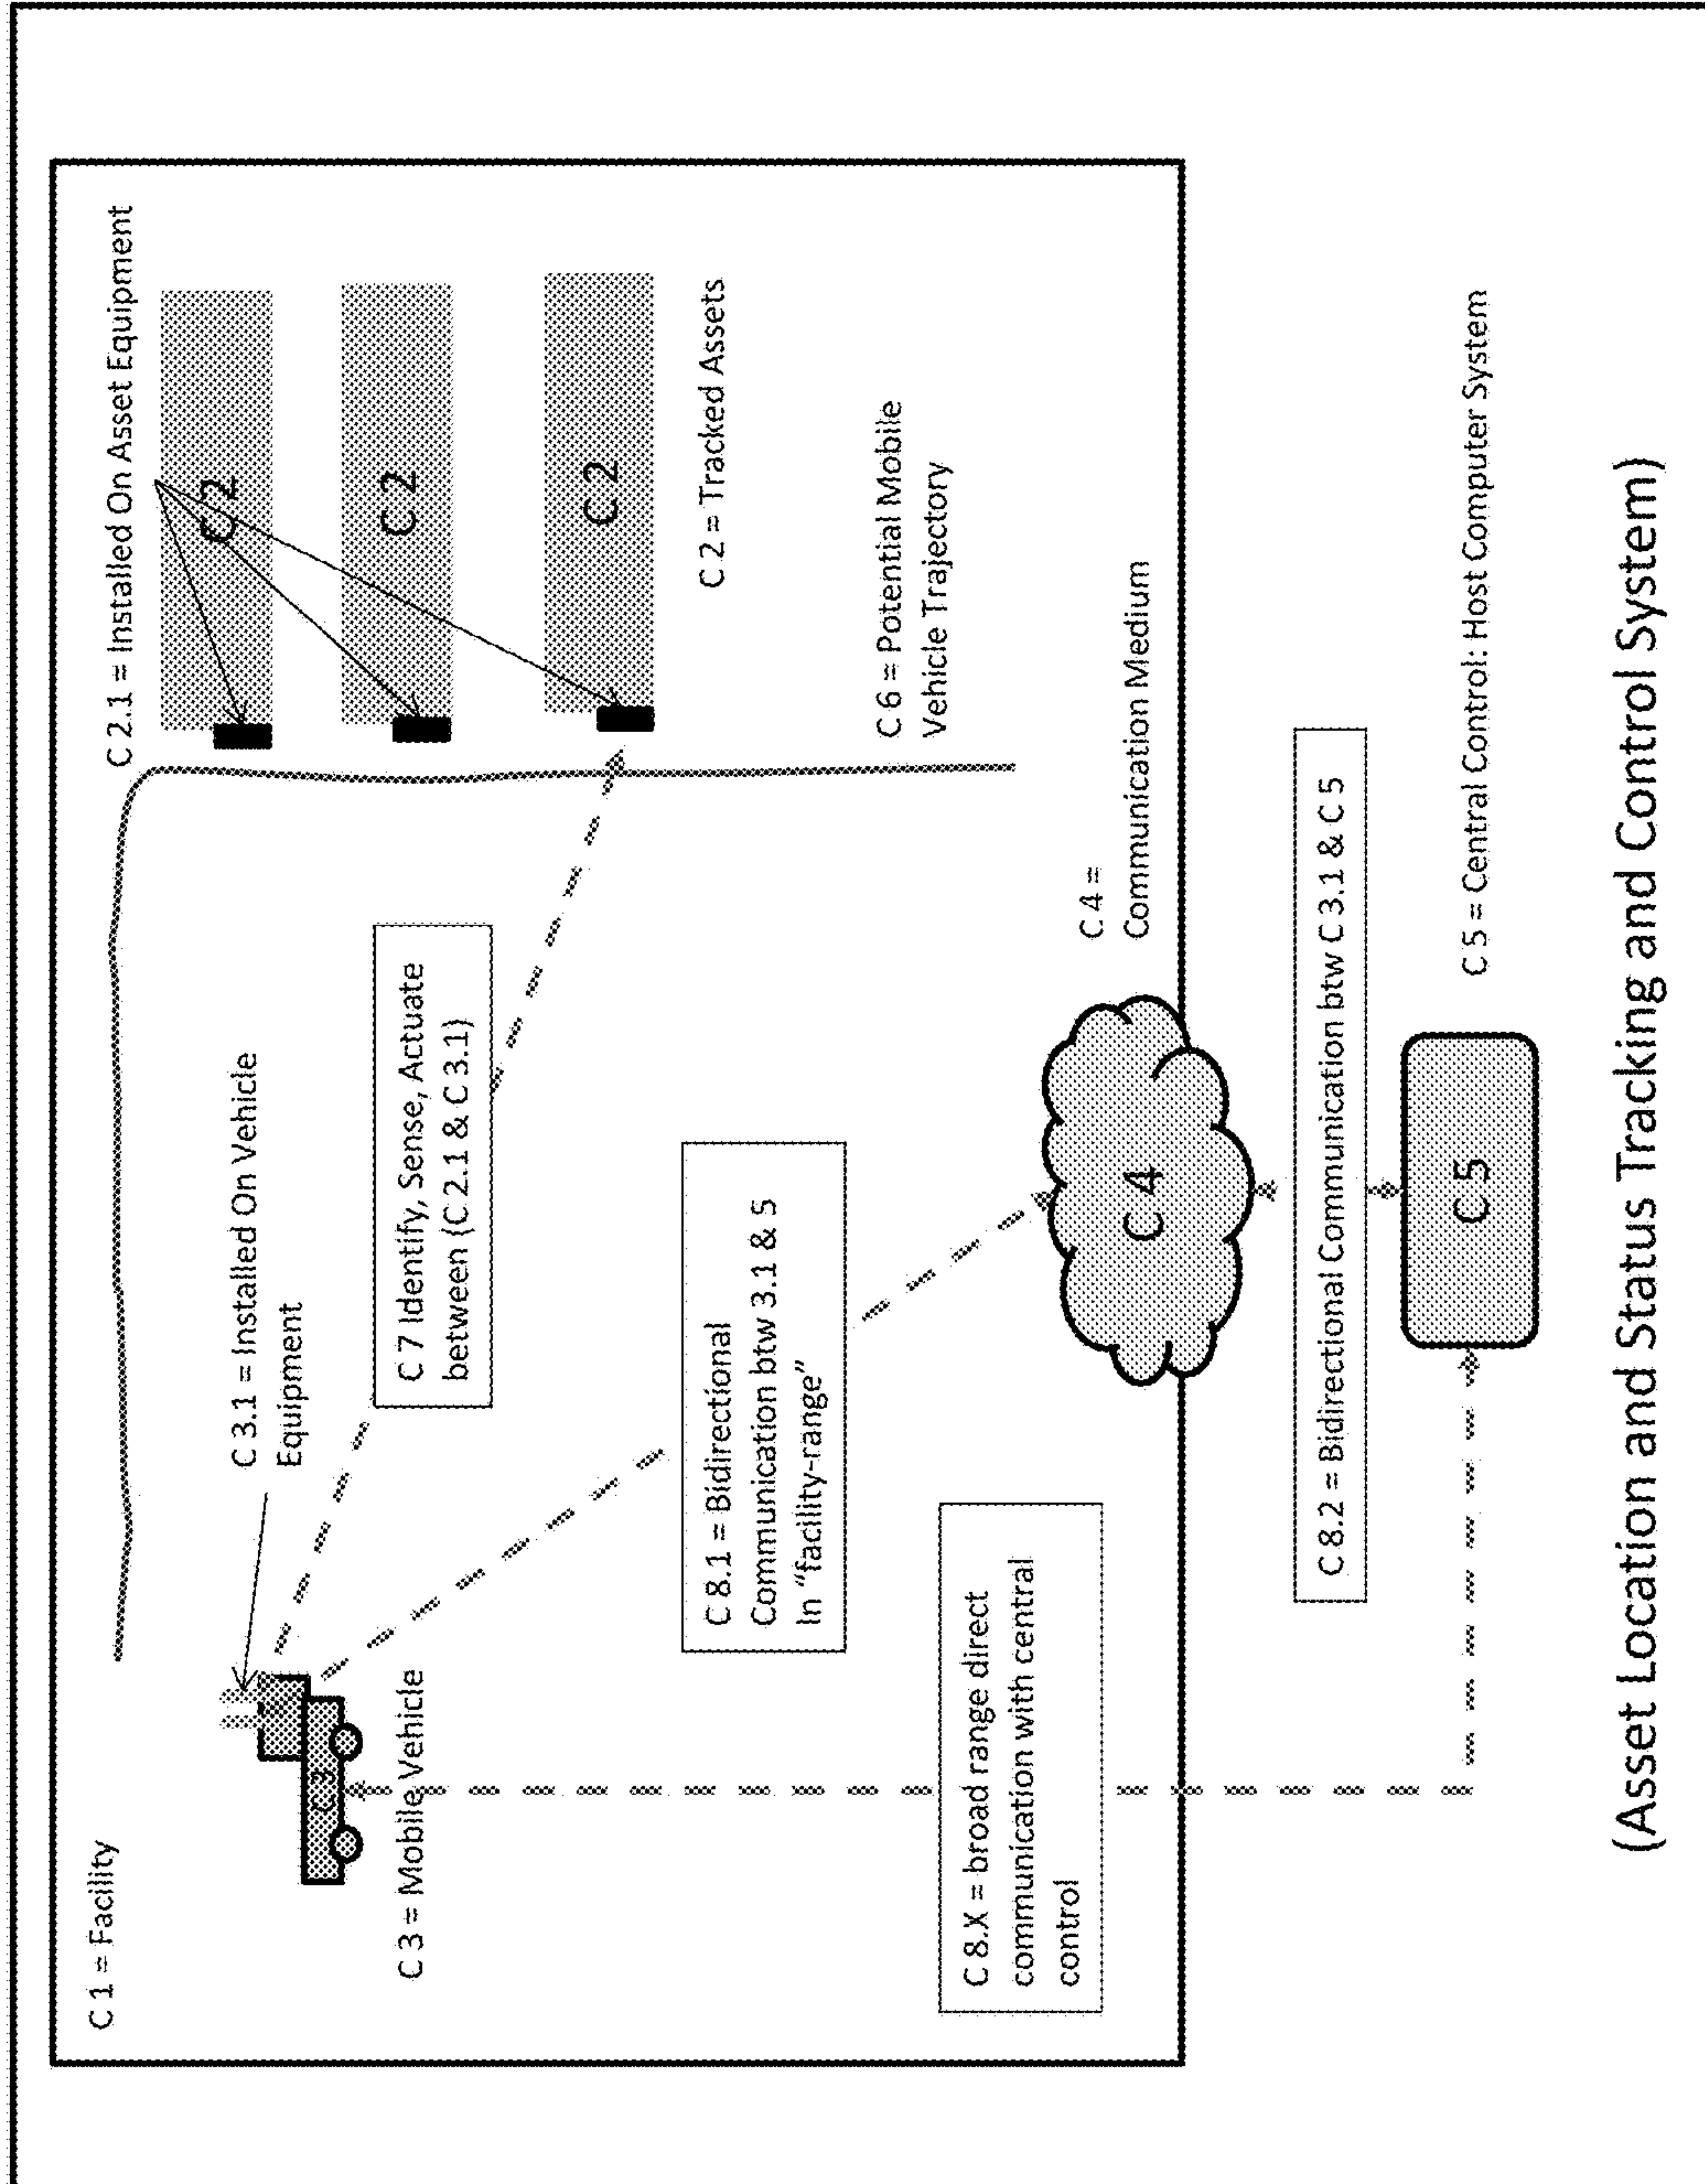 C 1 = Facility
C 2.1 = Installed On Asset Equipment
C 3.1 = Installed On Vehicle
Equipment
C 2
C 2
C 2
C 3
C 3 = Mobile Vehicle
C 7 Identify, Sense, Actuate
between (C 2.1 & C 3.1)
C 2 = Tracked Assets
C 8.1 = Bidirectional
Communication btw 3.1 & 5
In “facility-range”
C 6 = Potential Mobile
Vehicle Trajectory
C 8.X = broad range direct
communication with central
control
C 4 =
Communication Medium
C 4
C 8.2 = Bidirectional Communication btw C 3.1 & C 5
C 5
C 5 = Central Control: Host Computer System
(Asset Location and Status Tracking and Control System)